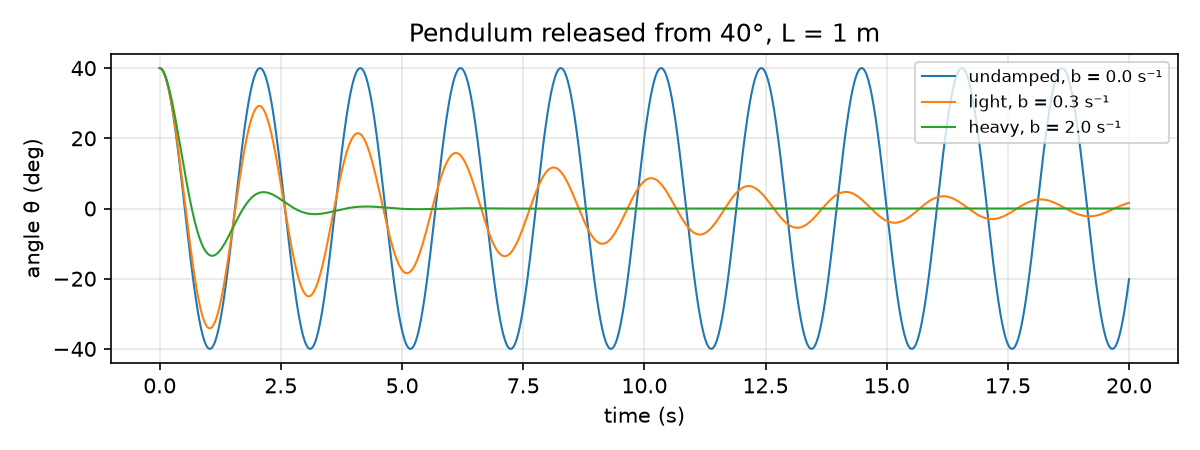 Pendulum released from 40°, L = 1 m
undamped, b = 0.0 s⁻¹
light, b = 0.3 s⁻¹
heavy, b = 2.0 s⁻¹
angle θ (deg)
40
20
0
−20
−40
0.0 2.5 5.0 7.5 10.0 12.5 15.0 17.5 20.0
time (s)